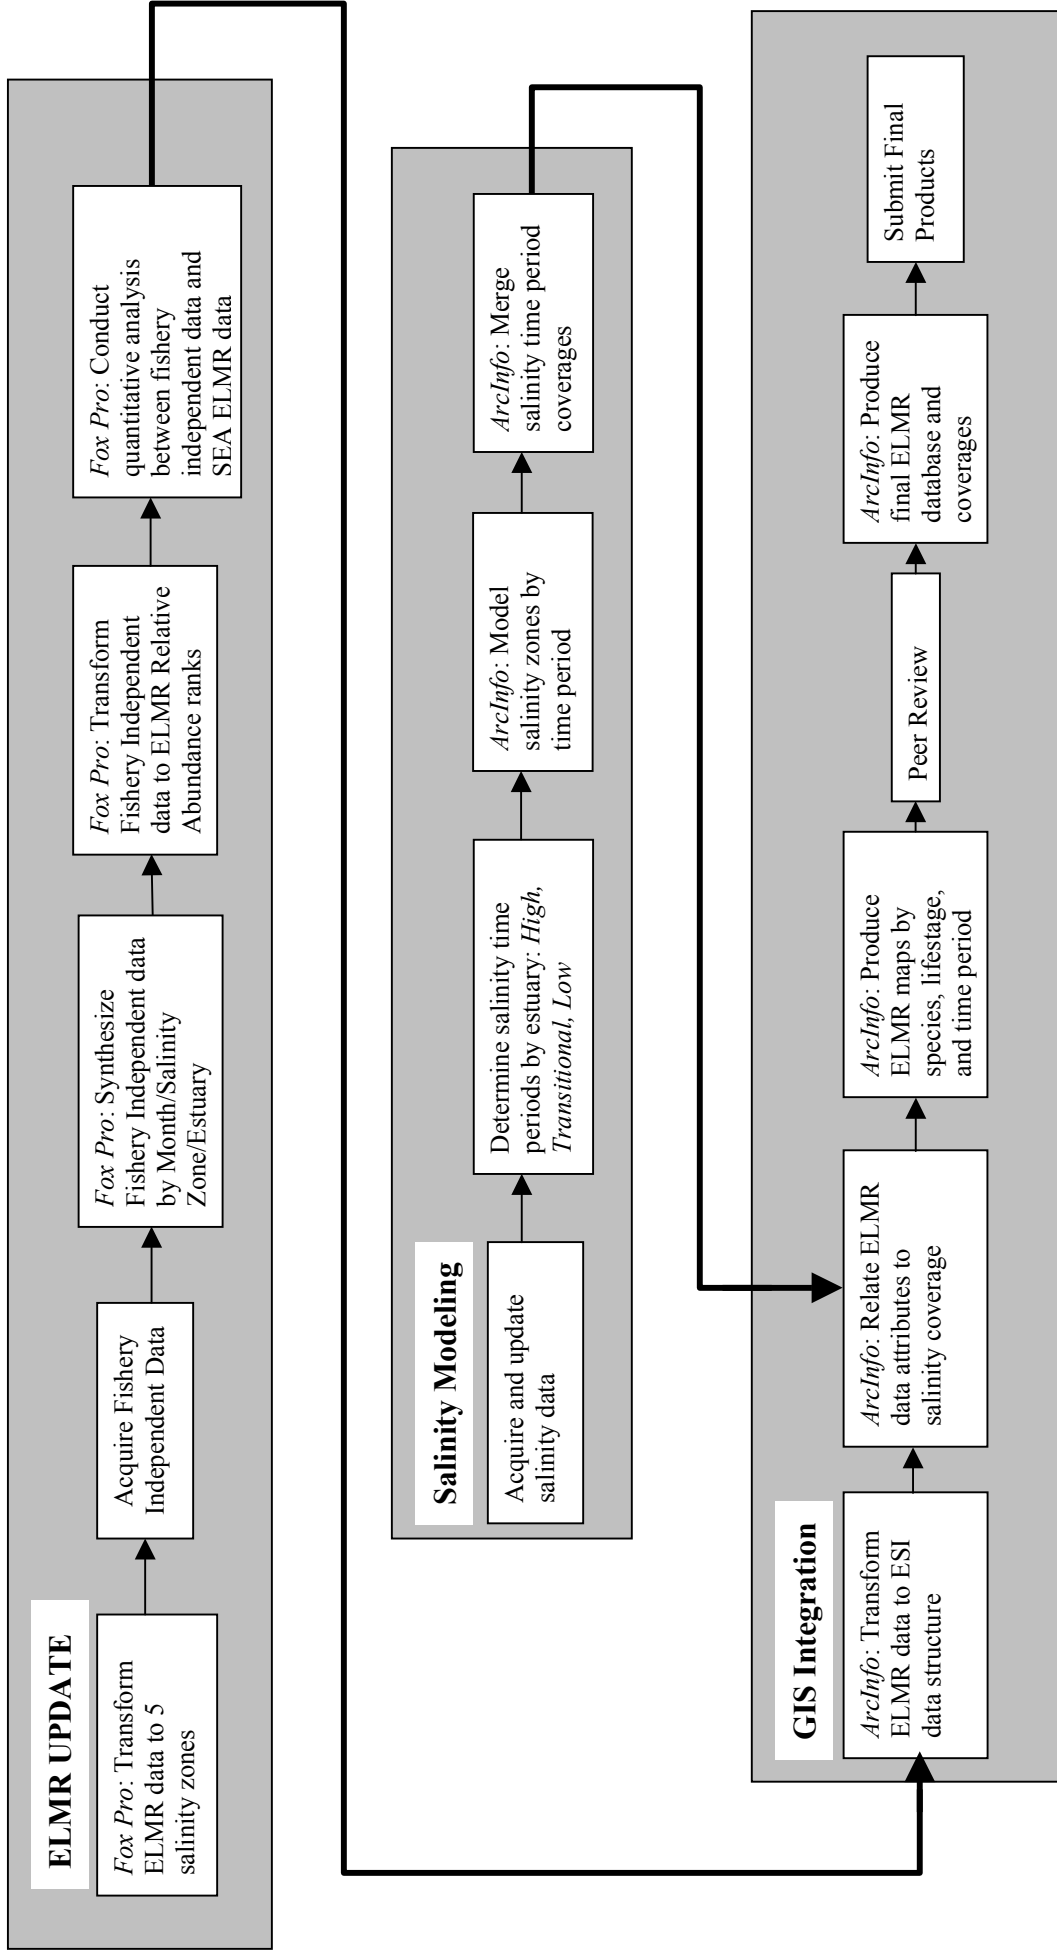 ELMR UPDATE
Fox Pro: Transform
ELMR data to 5
salinity zones
Acquire Fishery
Independent Data
Fox Pro: Synthesize
Fishery Independent data
by Month/Salinity
Zone/Estuary
Fox Pro: Transform
Fishery Independent
data to ELMR Relative
Abundance ranks
Fox Pro: Conduct
quantitative analysis
between fishery
independent data and
SEA ELMR data
Salinity Modeling
Acquire and update
salinity data
Determine salinity time
periods by estuary: High,
Transitional, Low
ArcInfo: Model
salinity zones by
time period
ArcInfo: Merge
salinity time period
coverages
GIS Integration
ArcInfo: Transform
ELMR data to ESI
data structure
ArcInfo: Relate ELMR
data attributes to
salinity coverage
ArcInfo: Produce
ELMR maps by
species, lifestage,
and time period
Peer Review
ArcInfo: Produce
final ELMR
database and
coverages
Submit Final
Products